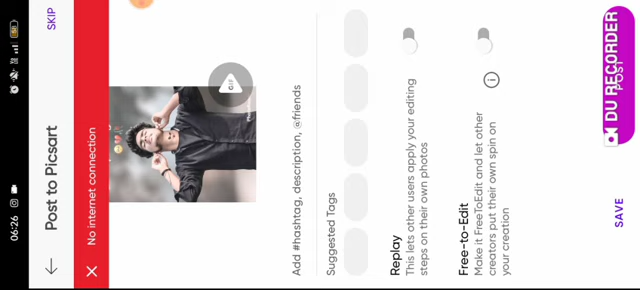 06:26
Post to Picsart
SKIP
No internet connection
GIF
Add #hashtag, description, @friends
Suggested Tags
Replay
This lets other users apply your editing
steps on their own photos
Free-to-Edit
Make it FreeToEdit and let other
creators put their own spin on
your creation
SAVE
POST
DU RECORDER